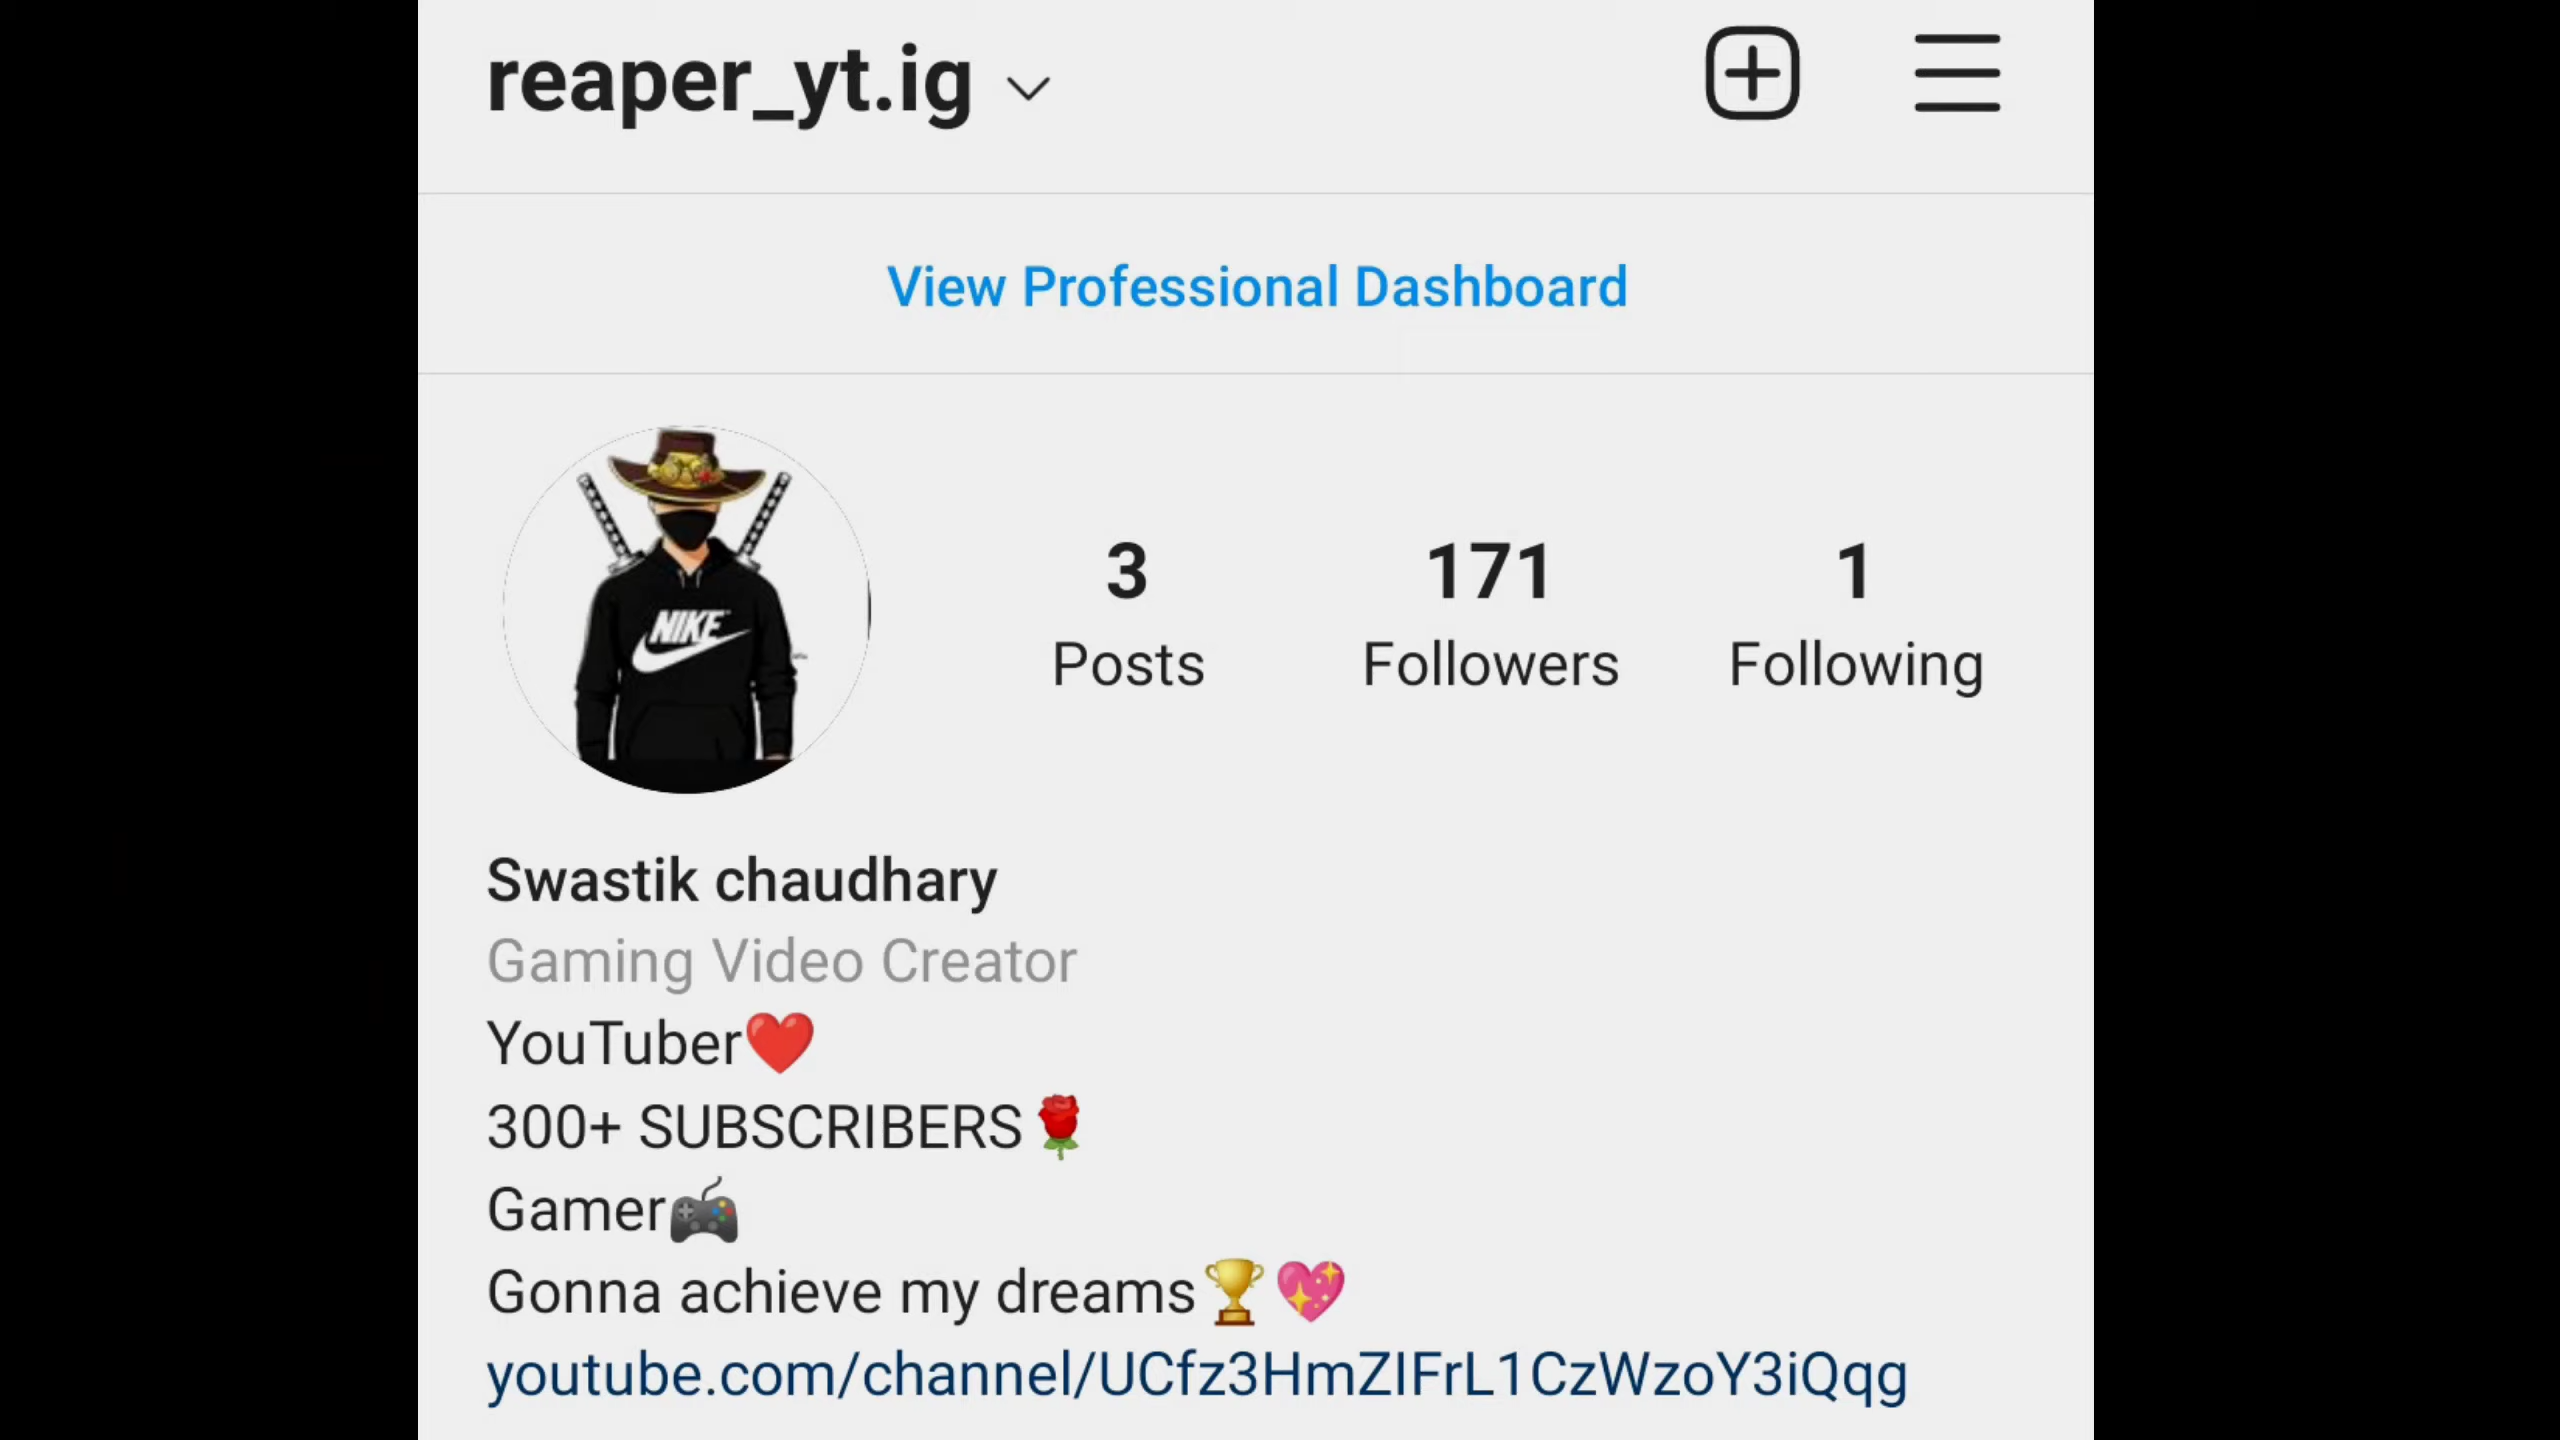 reaper_yt.ig
View Professional Dashboard
NIKE
3 Posts
171 Followers
1 Following
Swastik chaudhary
Gaming Video Creator
YouTuber❤️
300+ SUBSCRIBERS🌹
Gamer🎮
Gonna achieve my dreams🏆💖
youtube.com/channel/UCfz3HmZIFrL1CzWzoY3iQqg